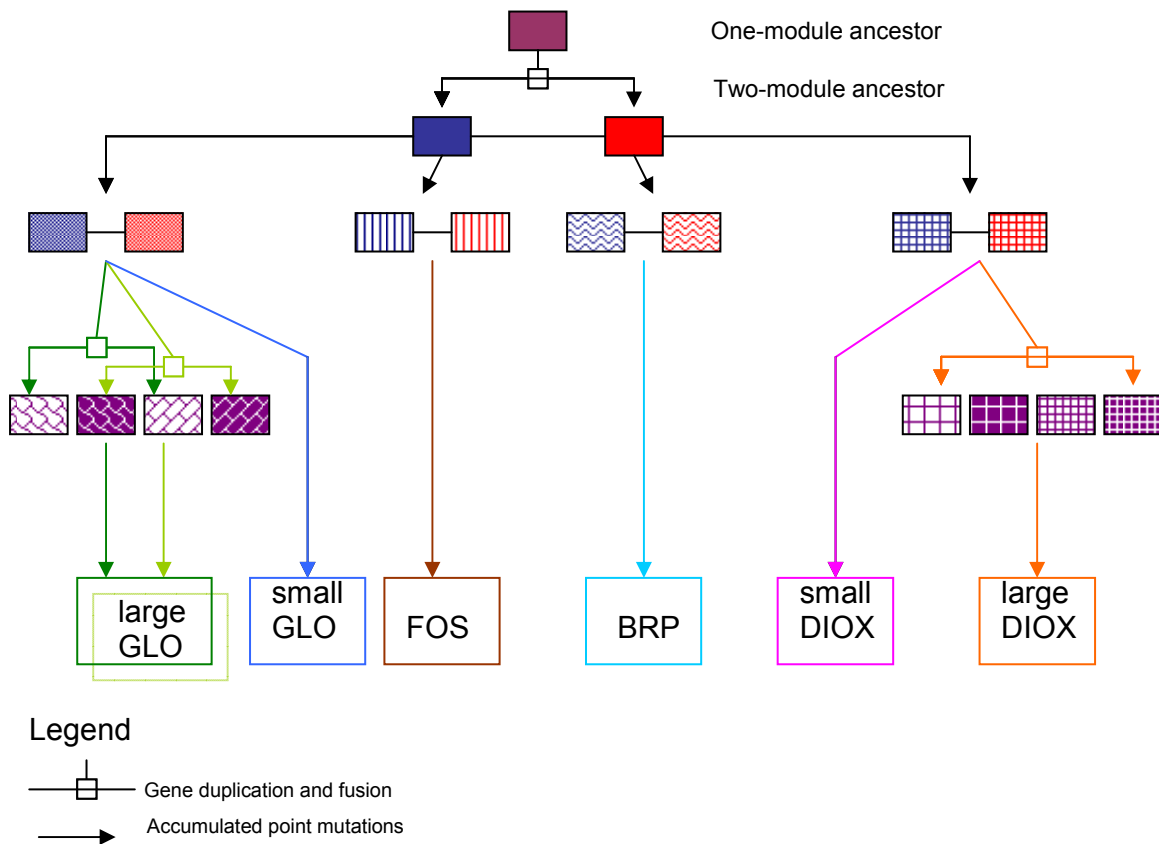 One-module ancestor
Two-module ancestor
large
GLO
small
GLO
FOS
BRP
small
DIOX
large
DIOX
Legend
Gene duplication and fusion
Accumulated point mutations